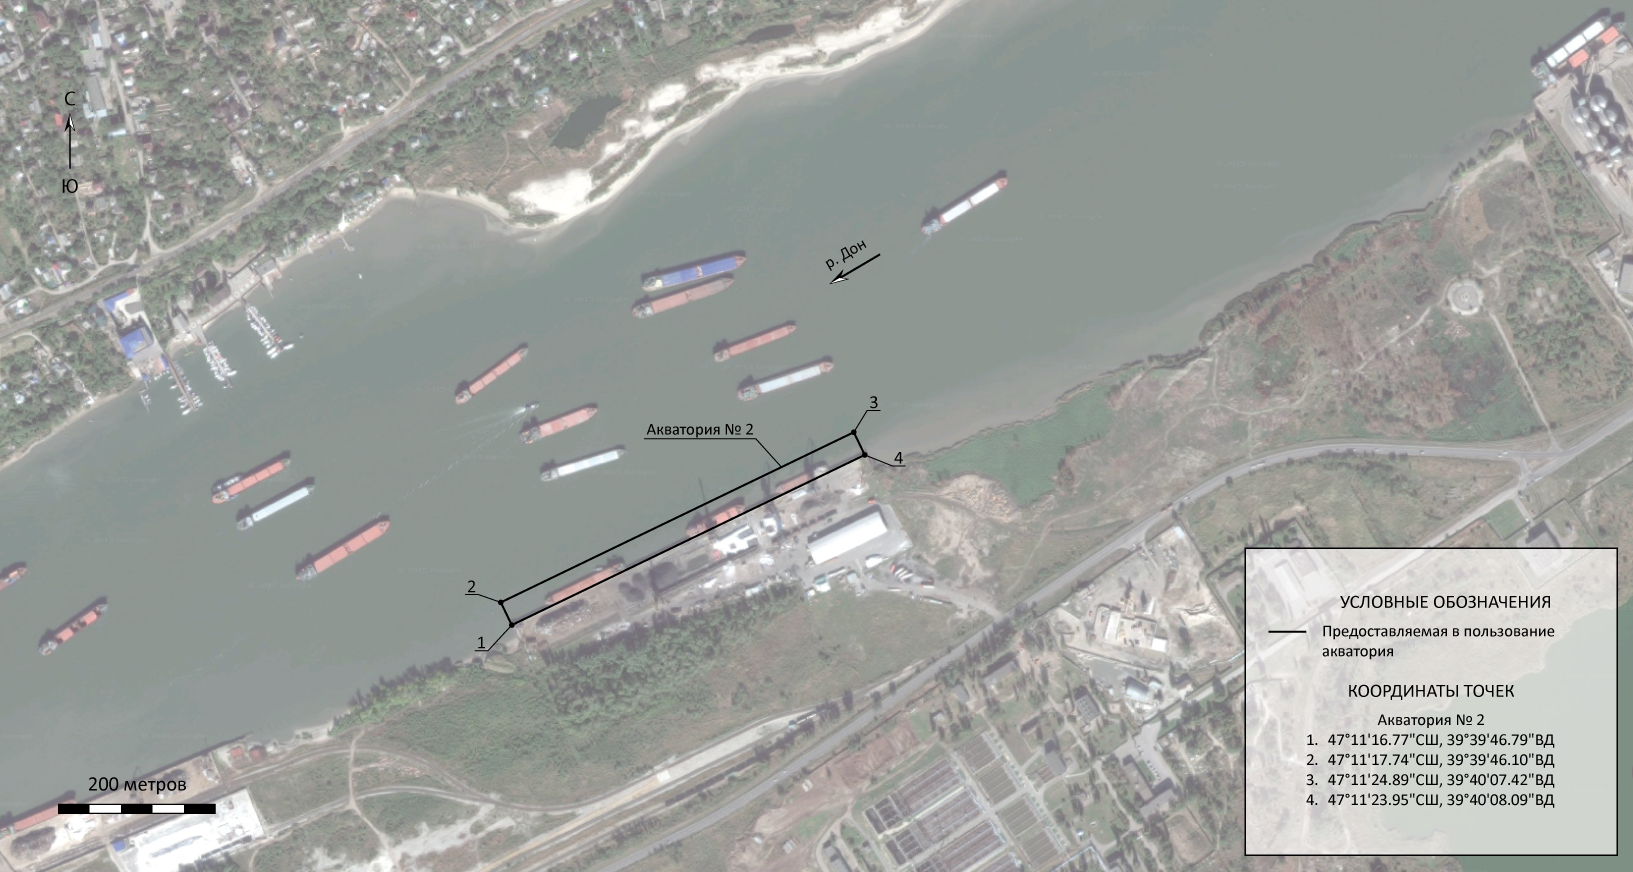 С
Ю
р. Дон
3
Акватория № 2
4
2
1
200 метров
УСЛОВНЫЕ ОБОЗНАЧЕНИЯ
Предоставляемая в пользование
акватория
КООРДИНАТЫ ТОЧЕК
Акватория № 2
1. 47°11'16.77"СШ, 39°39'46.79"ВД
2. 47°11'17.74"СШ, 39°39'46.10"ВД
3. 47°11'24.89"СШ, 39°40'07.42"ВД
4. 47°11'23.95"СШ, 39°40'08.09"ВД